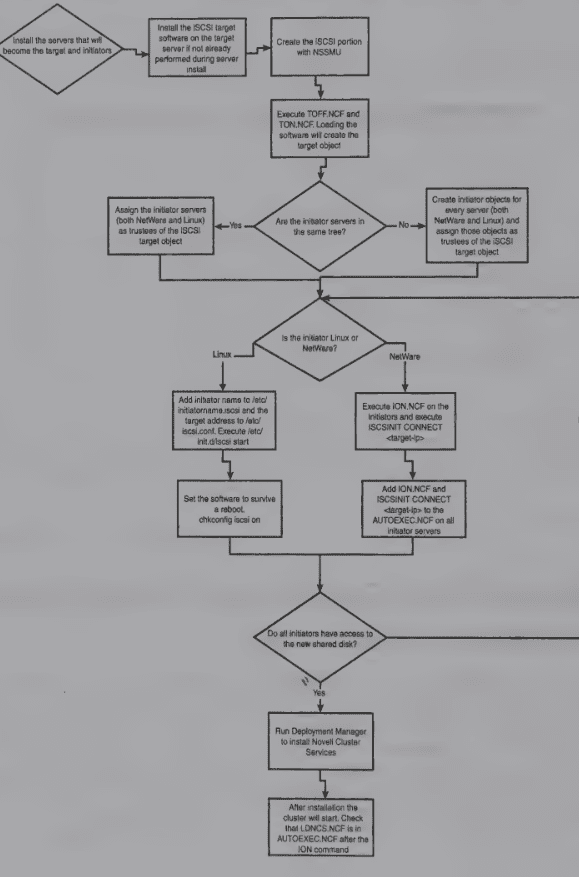 Install the servers that will
become the target and initiators
Install the iSCSI target
software on the target
server if not already
performed during server
install
Create the iSCSI portion
with NSSMU
Execute TOFF.NCF and
TON.NCF. Loading the
software will create the
target object
Assign the initiator servers
(both NetWare and Linux)
as trustees of the iSCSI
target object
Yes
Are the initiator servers in
the same tree?
No
Create initiator objects for
every server (both
NetWare and Linux) and
assign those objects as
trustees of the iSCSI
target object
Is the initiator Linux or
NetWare?
Linux
NetWare
Add initiator name to /etc/
initiatorname.iscsi and the
target address to /etc/
iscsi.conf. Execute /etc/
init.d/iscsi start
Execute ION.NCF on the
initiators and execute
ISCSINIT CONNECT
<target-ip>
Set the software to survive
a reboot,
chkconfig iscsi on
Add ION.NCF and
ISCSINIT CONNECT
<target-ip> to the
AUTOEXEC.NCF on all
initiator servers
Do all initiators have access to
the new shared disk?
Yes
Run Deployment Manager
to install Novell Cluster
Services
After installation the
cluster will start. Check
that LDNCS.NCF is in
AUTOEXEC.NCF after the
ION command